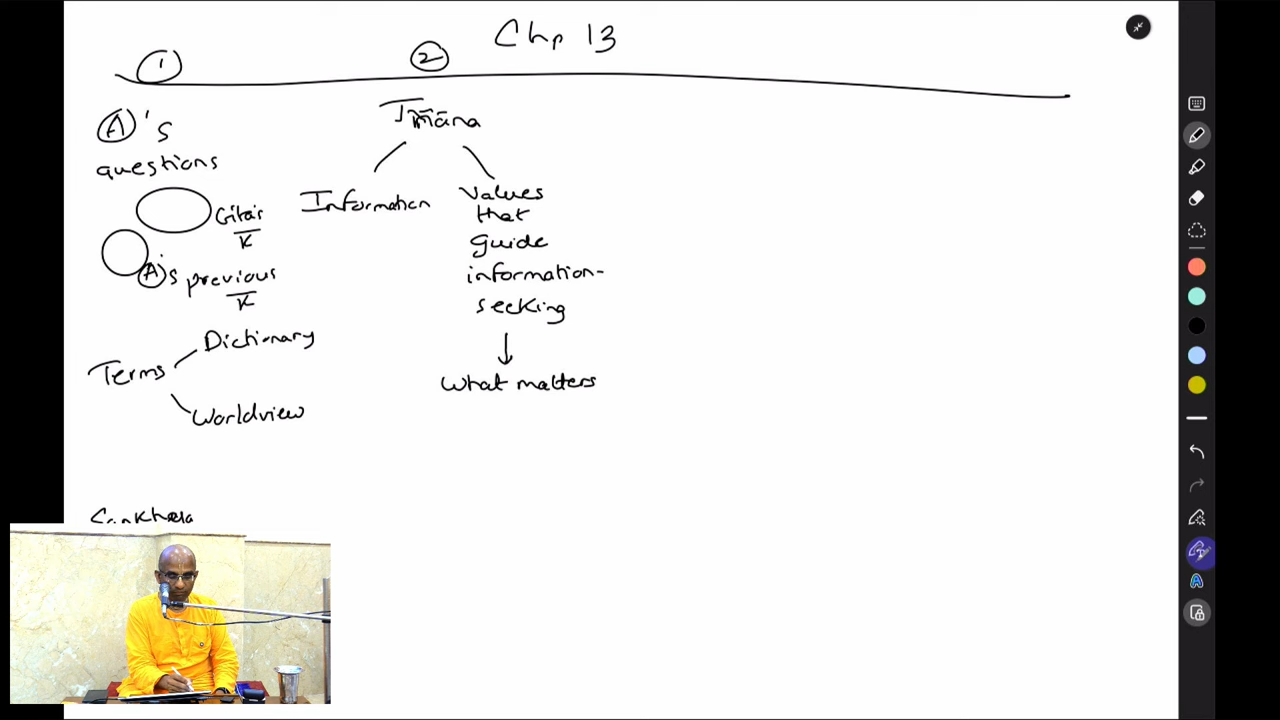 Chp 13
1
2
A's
questions
Gita's
K
A's previous
K
Terms
Dictionary
Worldview
Jñāna
Information
Values
that
guide
information-
seeking
↓
What matters